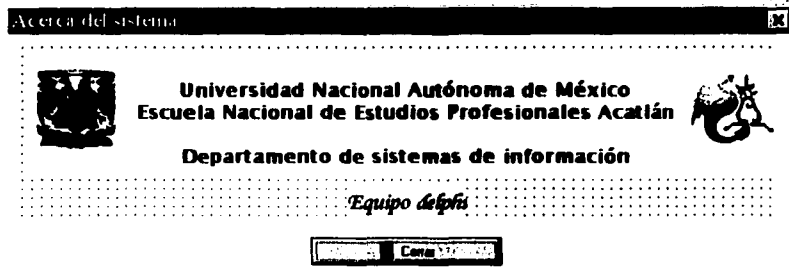 Acerca del sistema
Universidad Nacional Autónoma de México
Escuela Nacional de Estudios Profesionales Acatlán
Departamento de sistemas de información
Equipo delphi
Cerrar